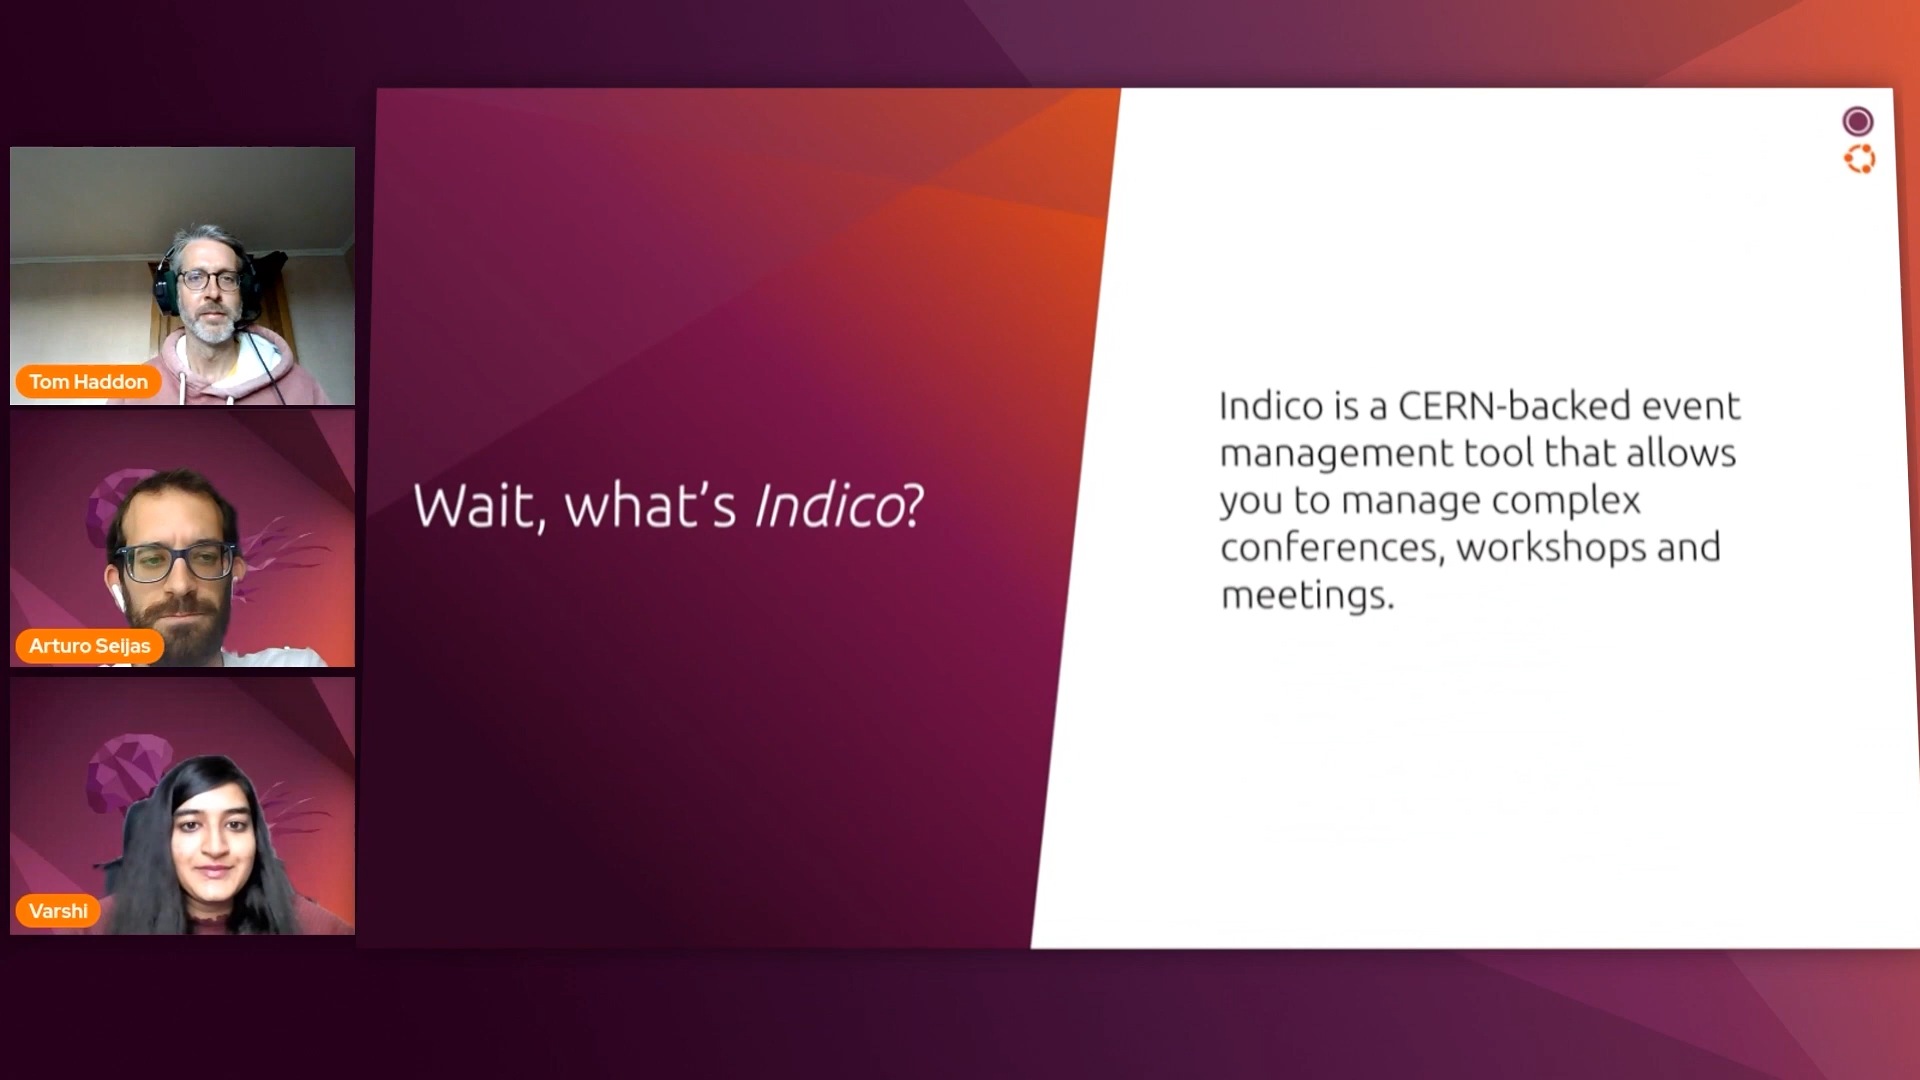 Tom Haddon
Arturo Seijas
Varshi
Wait, what's Indico?
Indico is a CERN-backed event
management tool that allows
you to manage complex
conferences, workshops and
meetings.